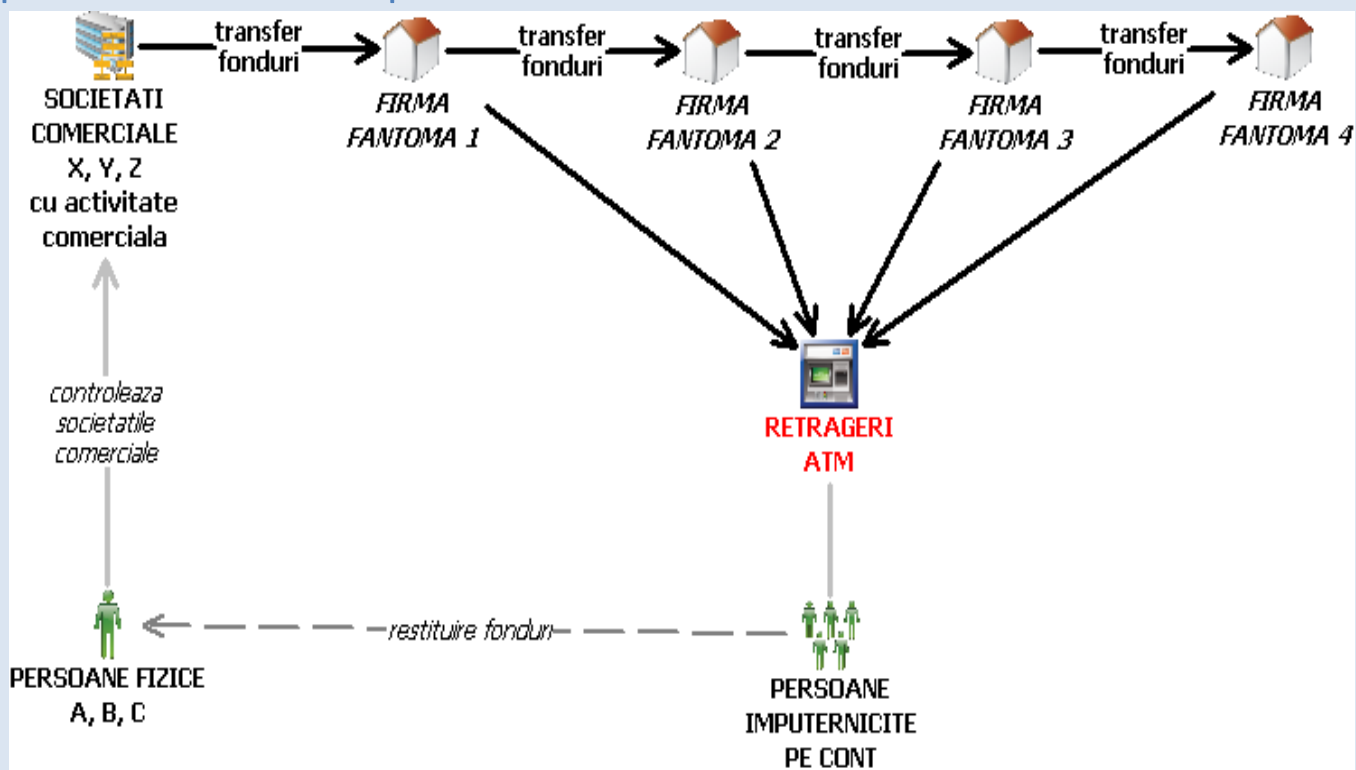 transfer
fonduri
transfer
fonduri
transfer
fonduri
transfer
fonduri
SOCIETATI
COMERCIALE
X, Y, Z
cu activitate
comerciala
FIRMA
FANTOMA 1
FIRMA
FANTOMA 2
FIRMA
FANTOMA 3
FIRMA
FANTOMA 4
controleaza
societatile
comerciale
RETRAGERI
ATM
restituire fonduri
PERSOANE FIZICE
A, B, C
PERSOANE
IMPUTERNICITE
PE CONT